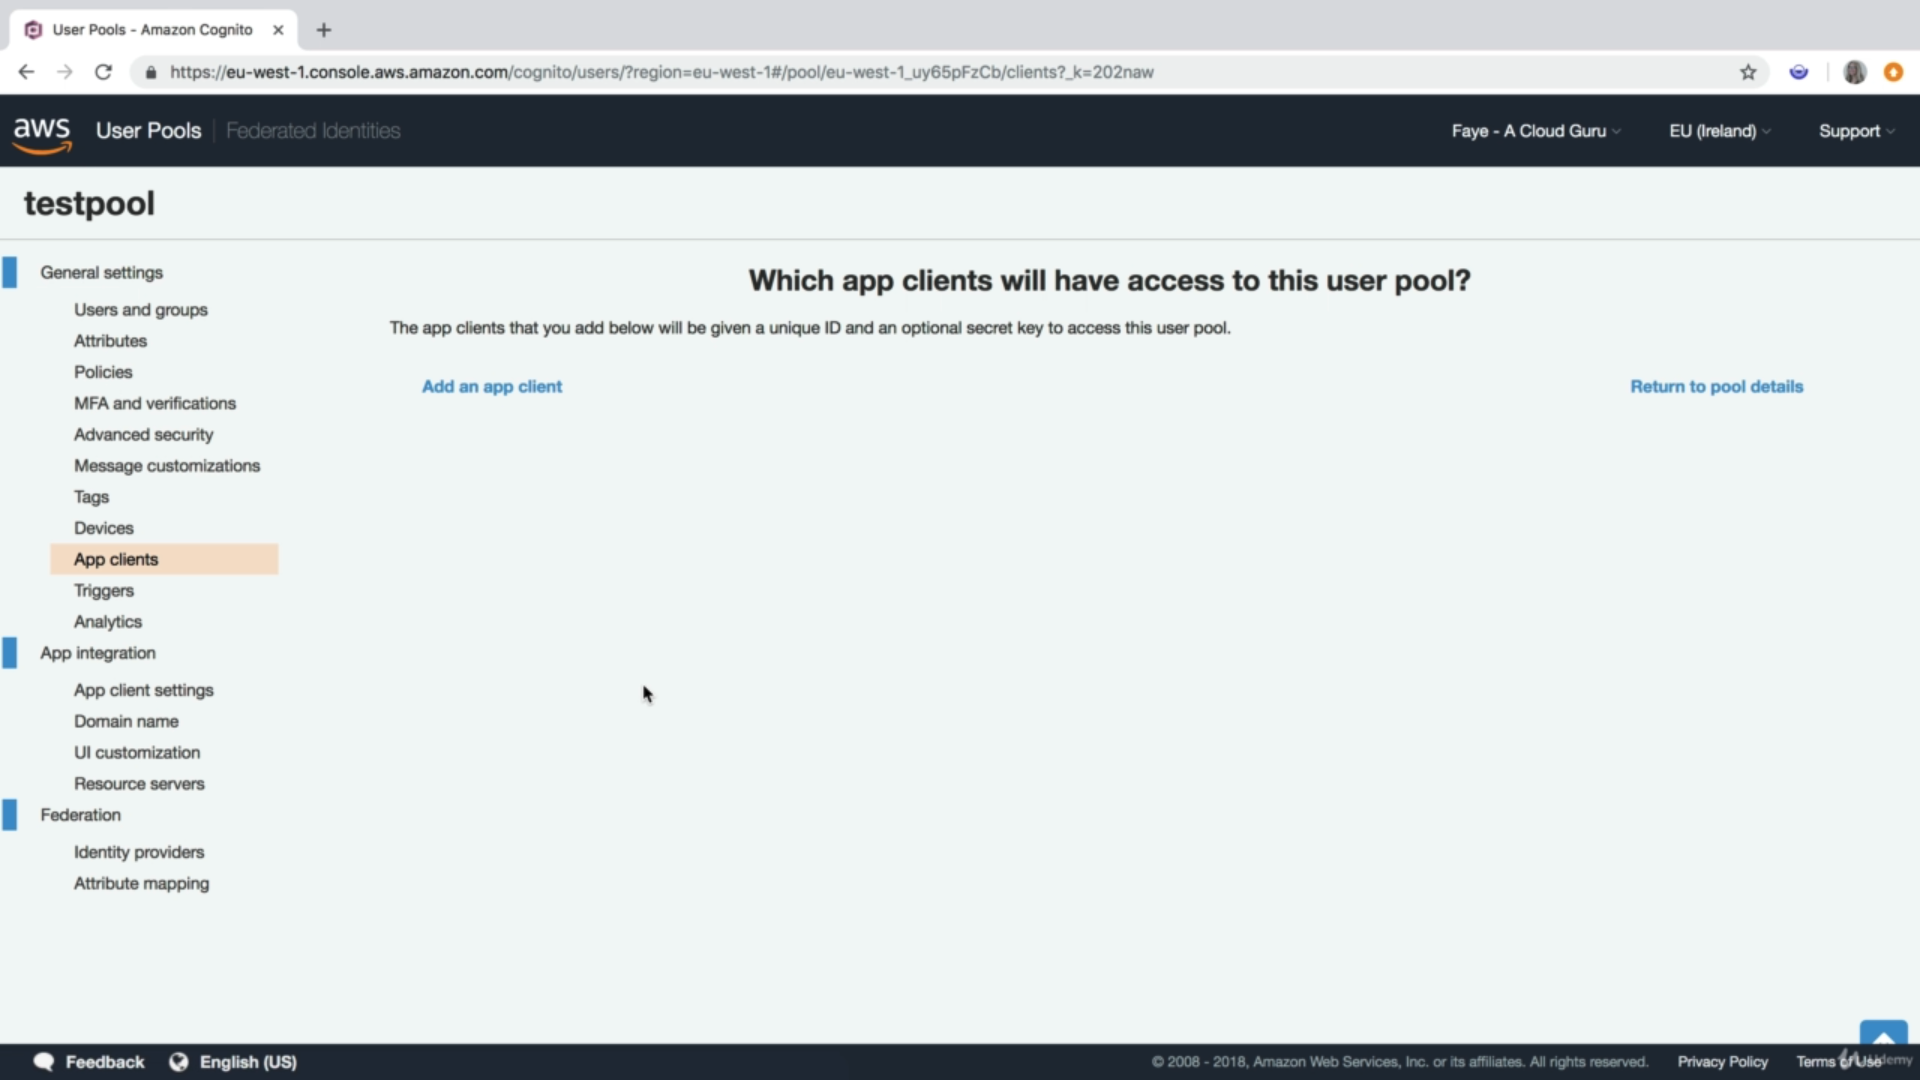 User Pools - Amazon Cognito
https://eu-west-1.console.aws.amazon.com/cognito/users/?region=eu-west-1#/pool/eu-west-1_uy65pFzCb/clients?_k=202naw
aws User Pools Federated Identities Faye - A Cloud Guru EU (Ireland) Support
testpool
General settings
Users and groups
Attributes
Policies
MFA and verifications
Advanced security
Message customizations
Tags
Devices
App clients
Triggers
Analytics
App integration
App client settings
Domain name
UI customization
Resource servers
Federation
Identity providers
Attribute mapping
Which app clients will have access to this user pool?
The app clients that you add below will be given a unique ID and an optional secret key to access this user pool.
Add an app client Return to pool details
Feedback English (US) © 2008 - 2018, Amazon Web Services, Inc. or its affiliates. All rights reserved. Privacy Policy Terms of Use
Udemy